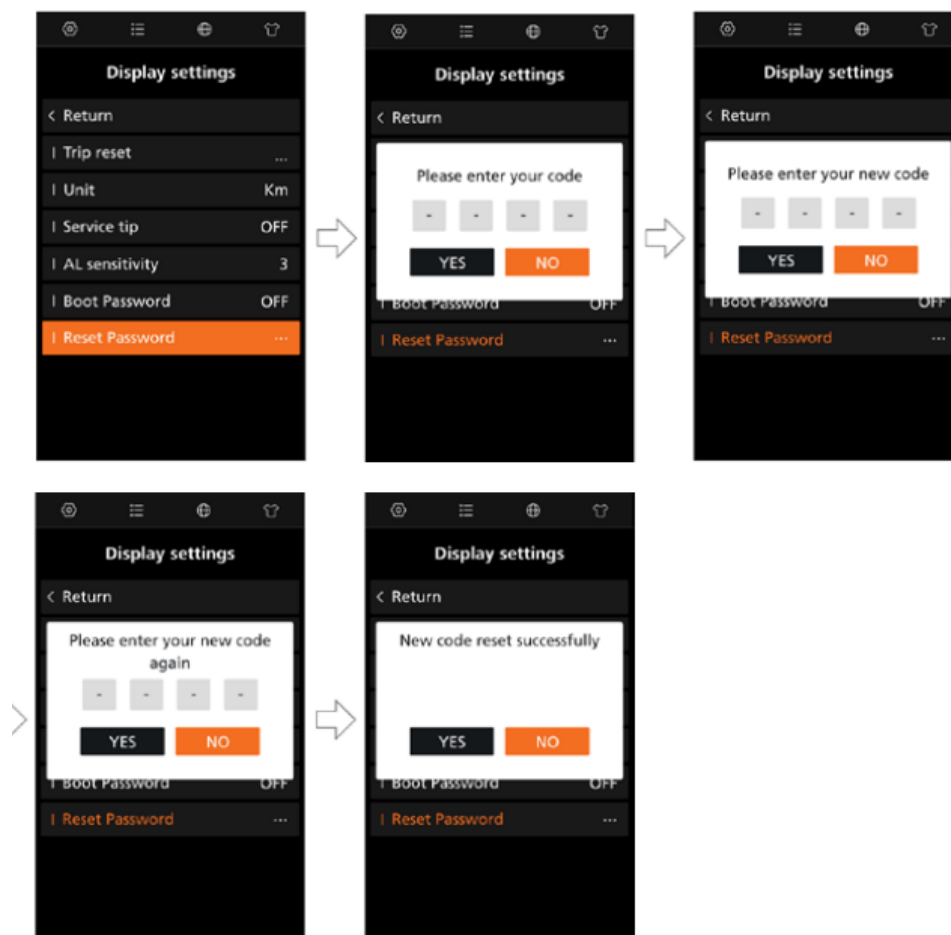 Display settings
< Return
| Trip reset ...
| Unit Km
| Service tip OFF
| AL sensitivity 3
| Boot Password OFF
| Reset Password ...
Display settings
< Return
Please enter your code
- - - -
YES NO
| Boot Password OFF
| Reset Password ...
Display settings
< Return
Please enter your new code
- - - -
YES NO
| Boot Password OFF
| Reset Password ...
Display settings
< Return
Please enter your new code
again
- - - -
YES NO
| Boot Password OFF
| Reset Password ...
Display settings
< Return
New code reset successfully
YES NO
| Boot Password OFF
| Reset Password ...